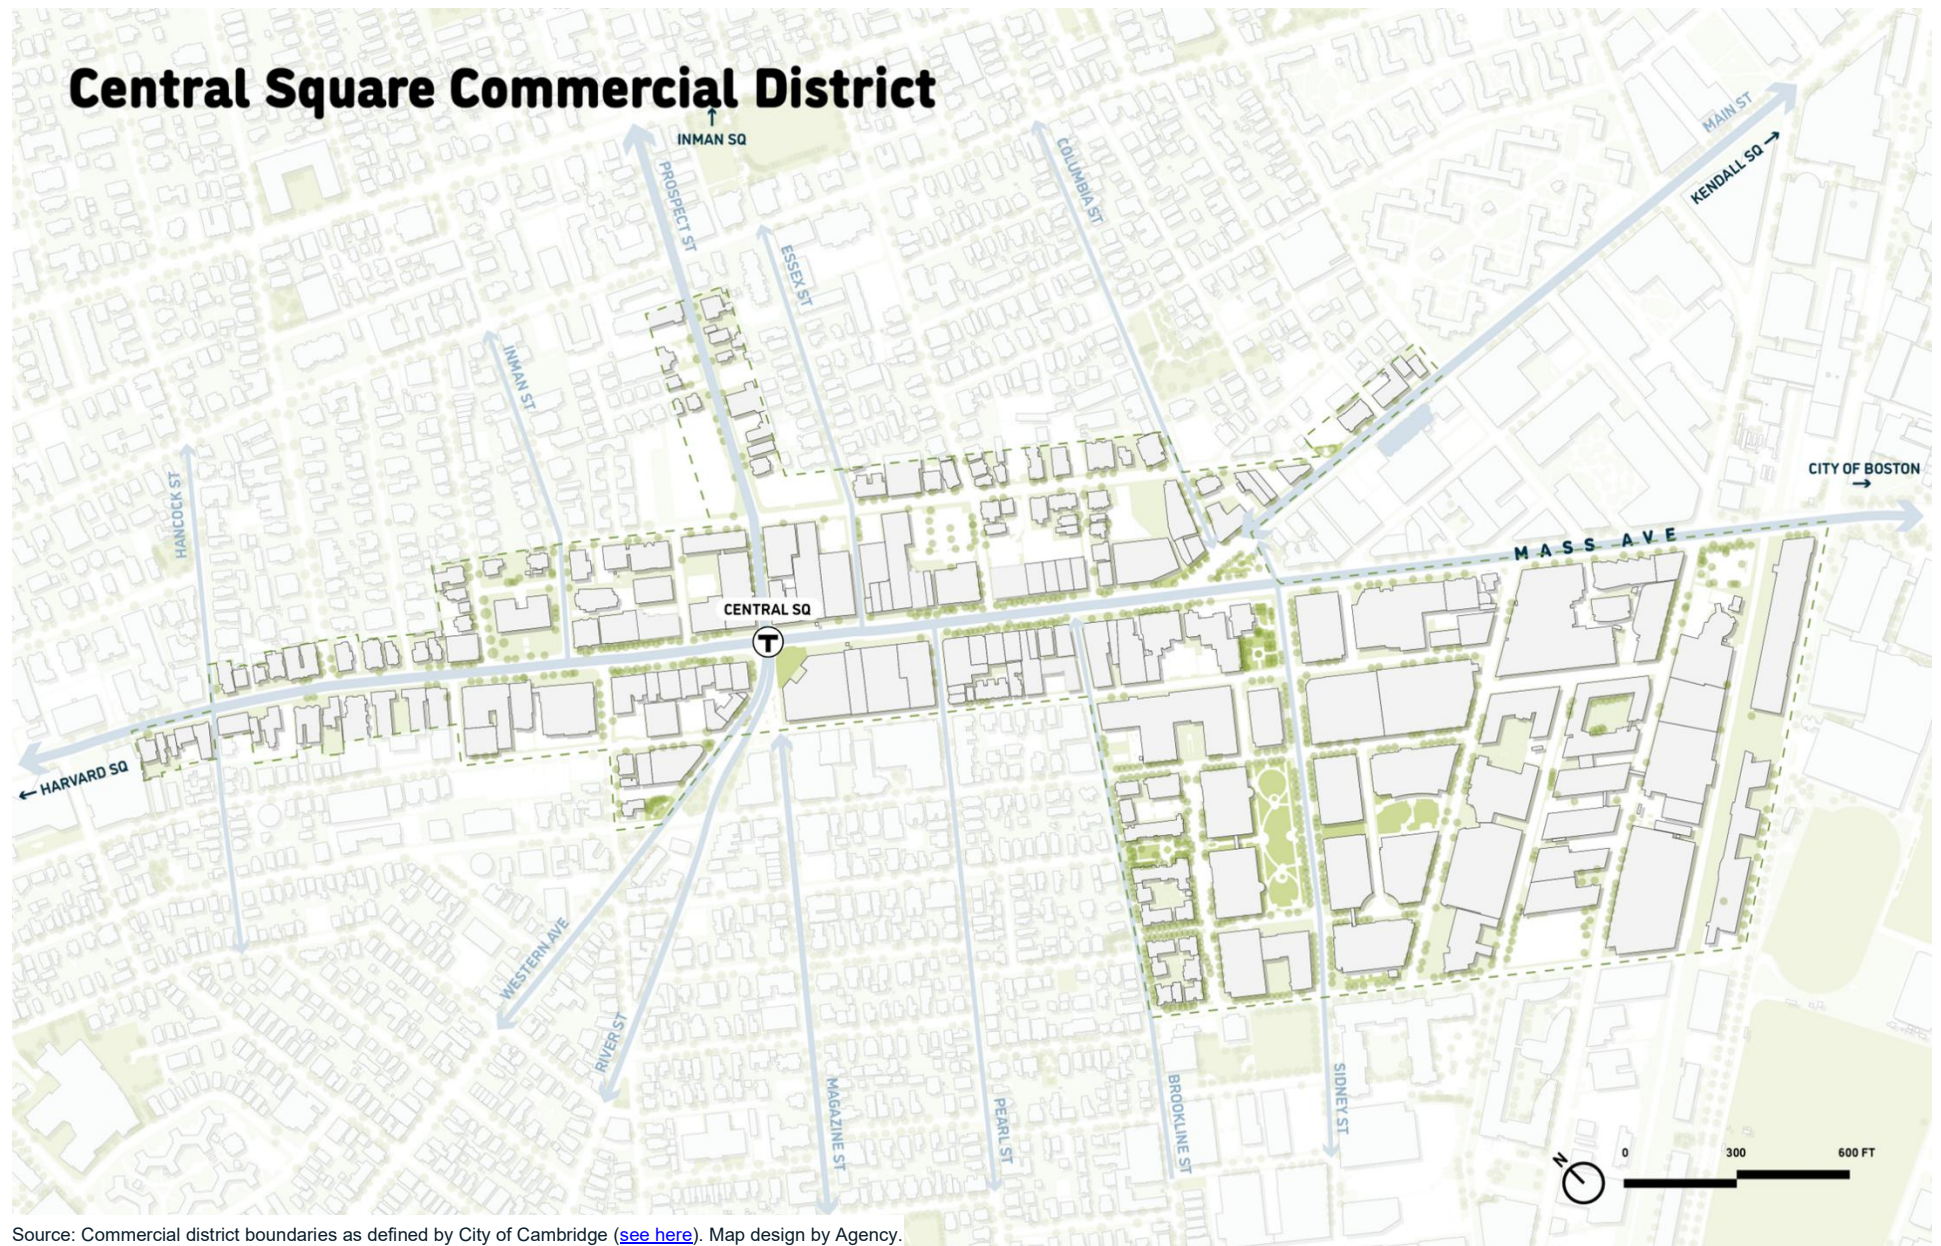 Central Square Commercial District
↑
INMAN SQ
MAIN ST
KENDALL SQ →
PROSPECT ST
COLUMBIA ST
ESSEX ST
INMAN ST
HANCOCK ST
CITY OF BOSTON
→
MASS AVE
CENTRAL SQ
T
← HARVARD SQ
WESTERN AVE
RIVER ST
MAGAZINE ST
PEARL ST
BROOKLINE ST
SIDNEY ST
N
0 300 600 FT
Source: Commercial district boundaries as defined by City of Cambridge (see here). Map design by Agency.